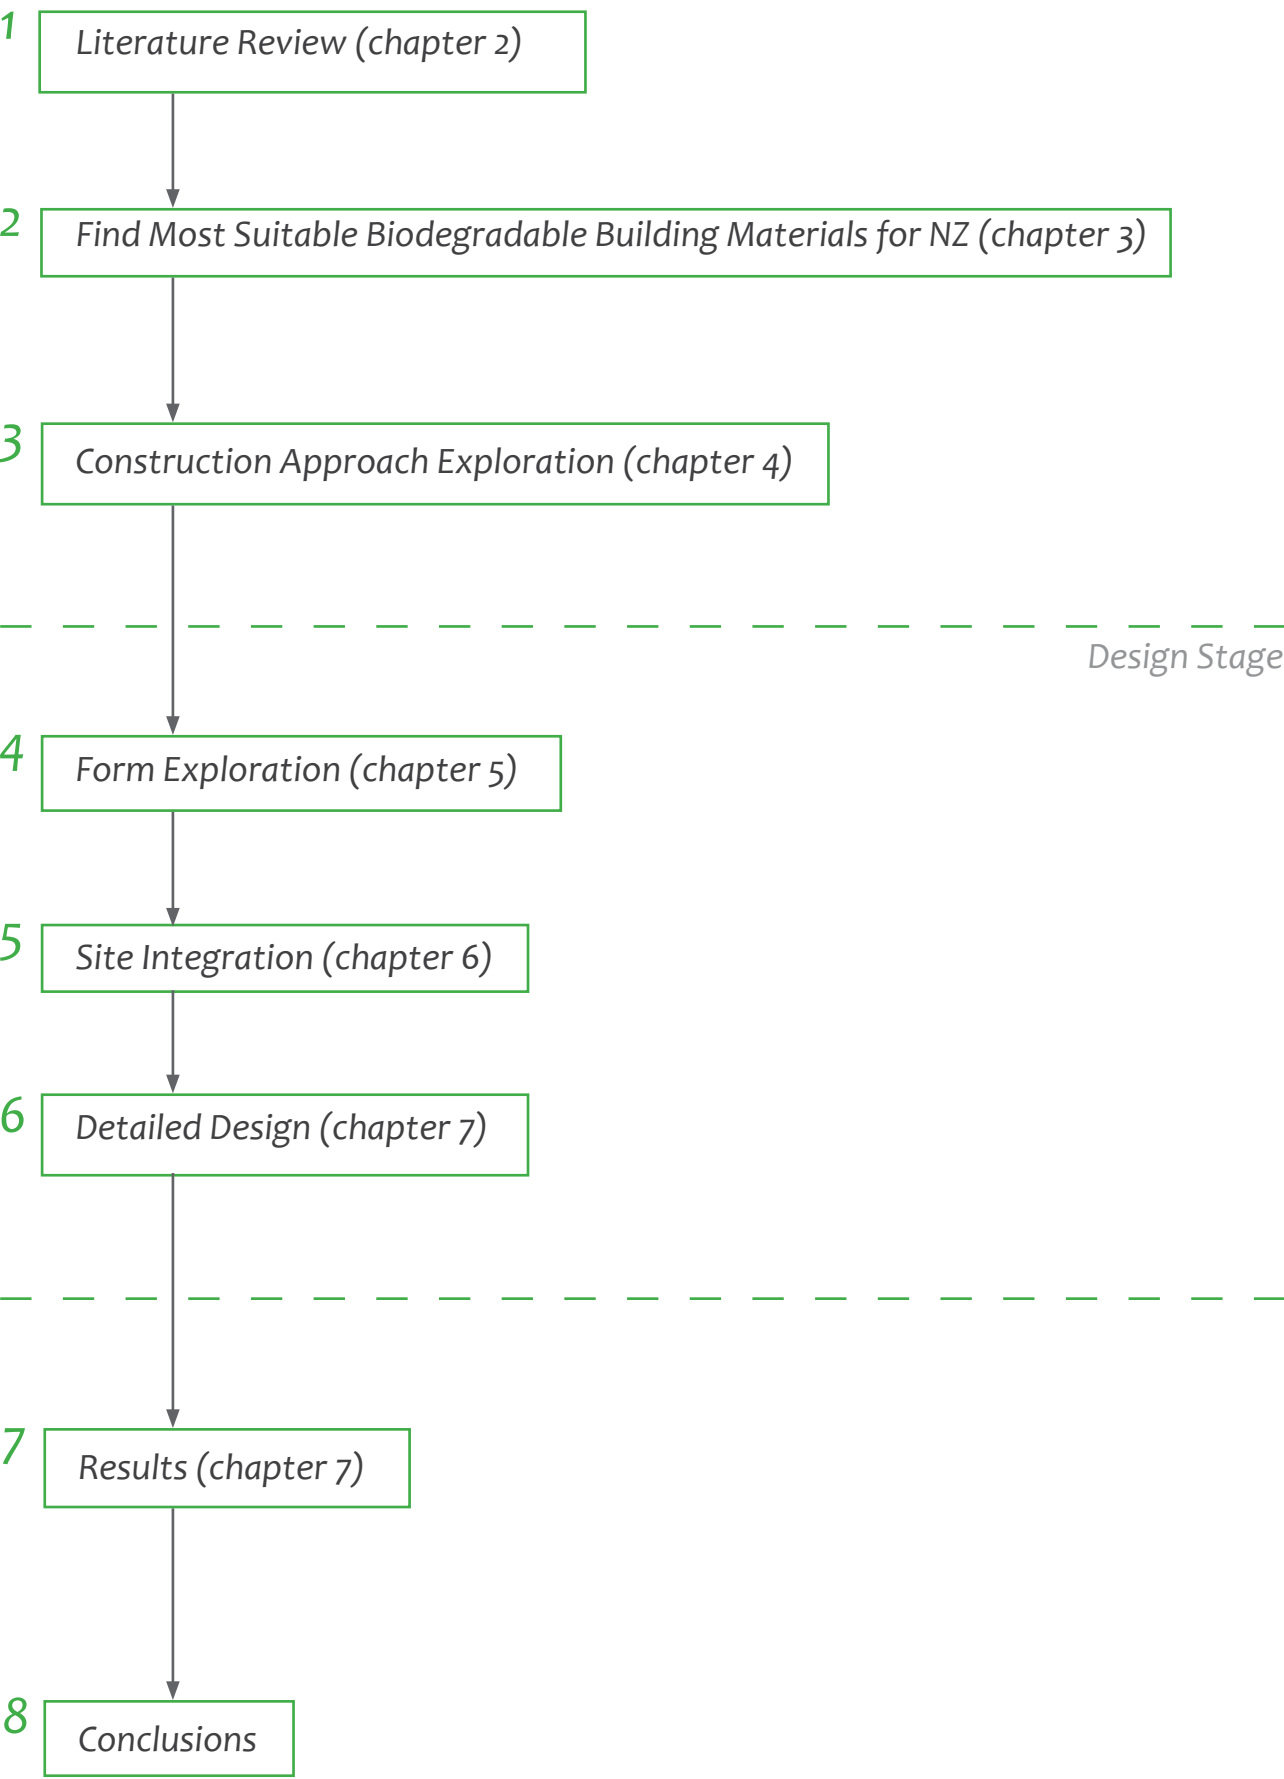 1
Literature Review (chapter 2)
2
Find Most Suitable Biodegradable Building Materials for NZ (chapter 3)
3
Construction Approach Exploration (chapter 4)
Design Stage
4
Form Exploration (chapter 5)
5
Site Integration (chapter 6)
6
Detailed Design (chapter 7)
7
Results (chapter 7)
8
Conclusions